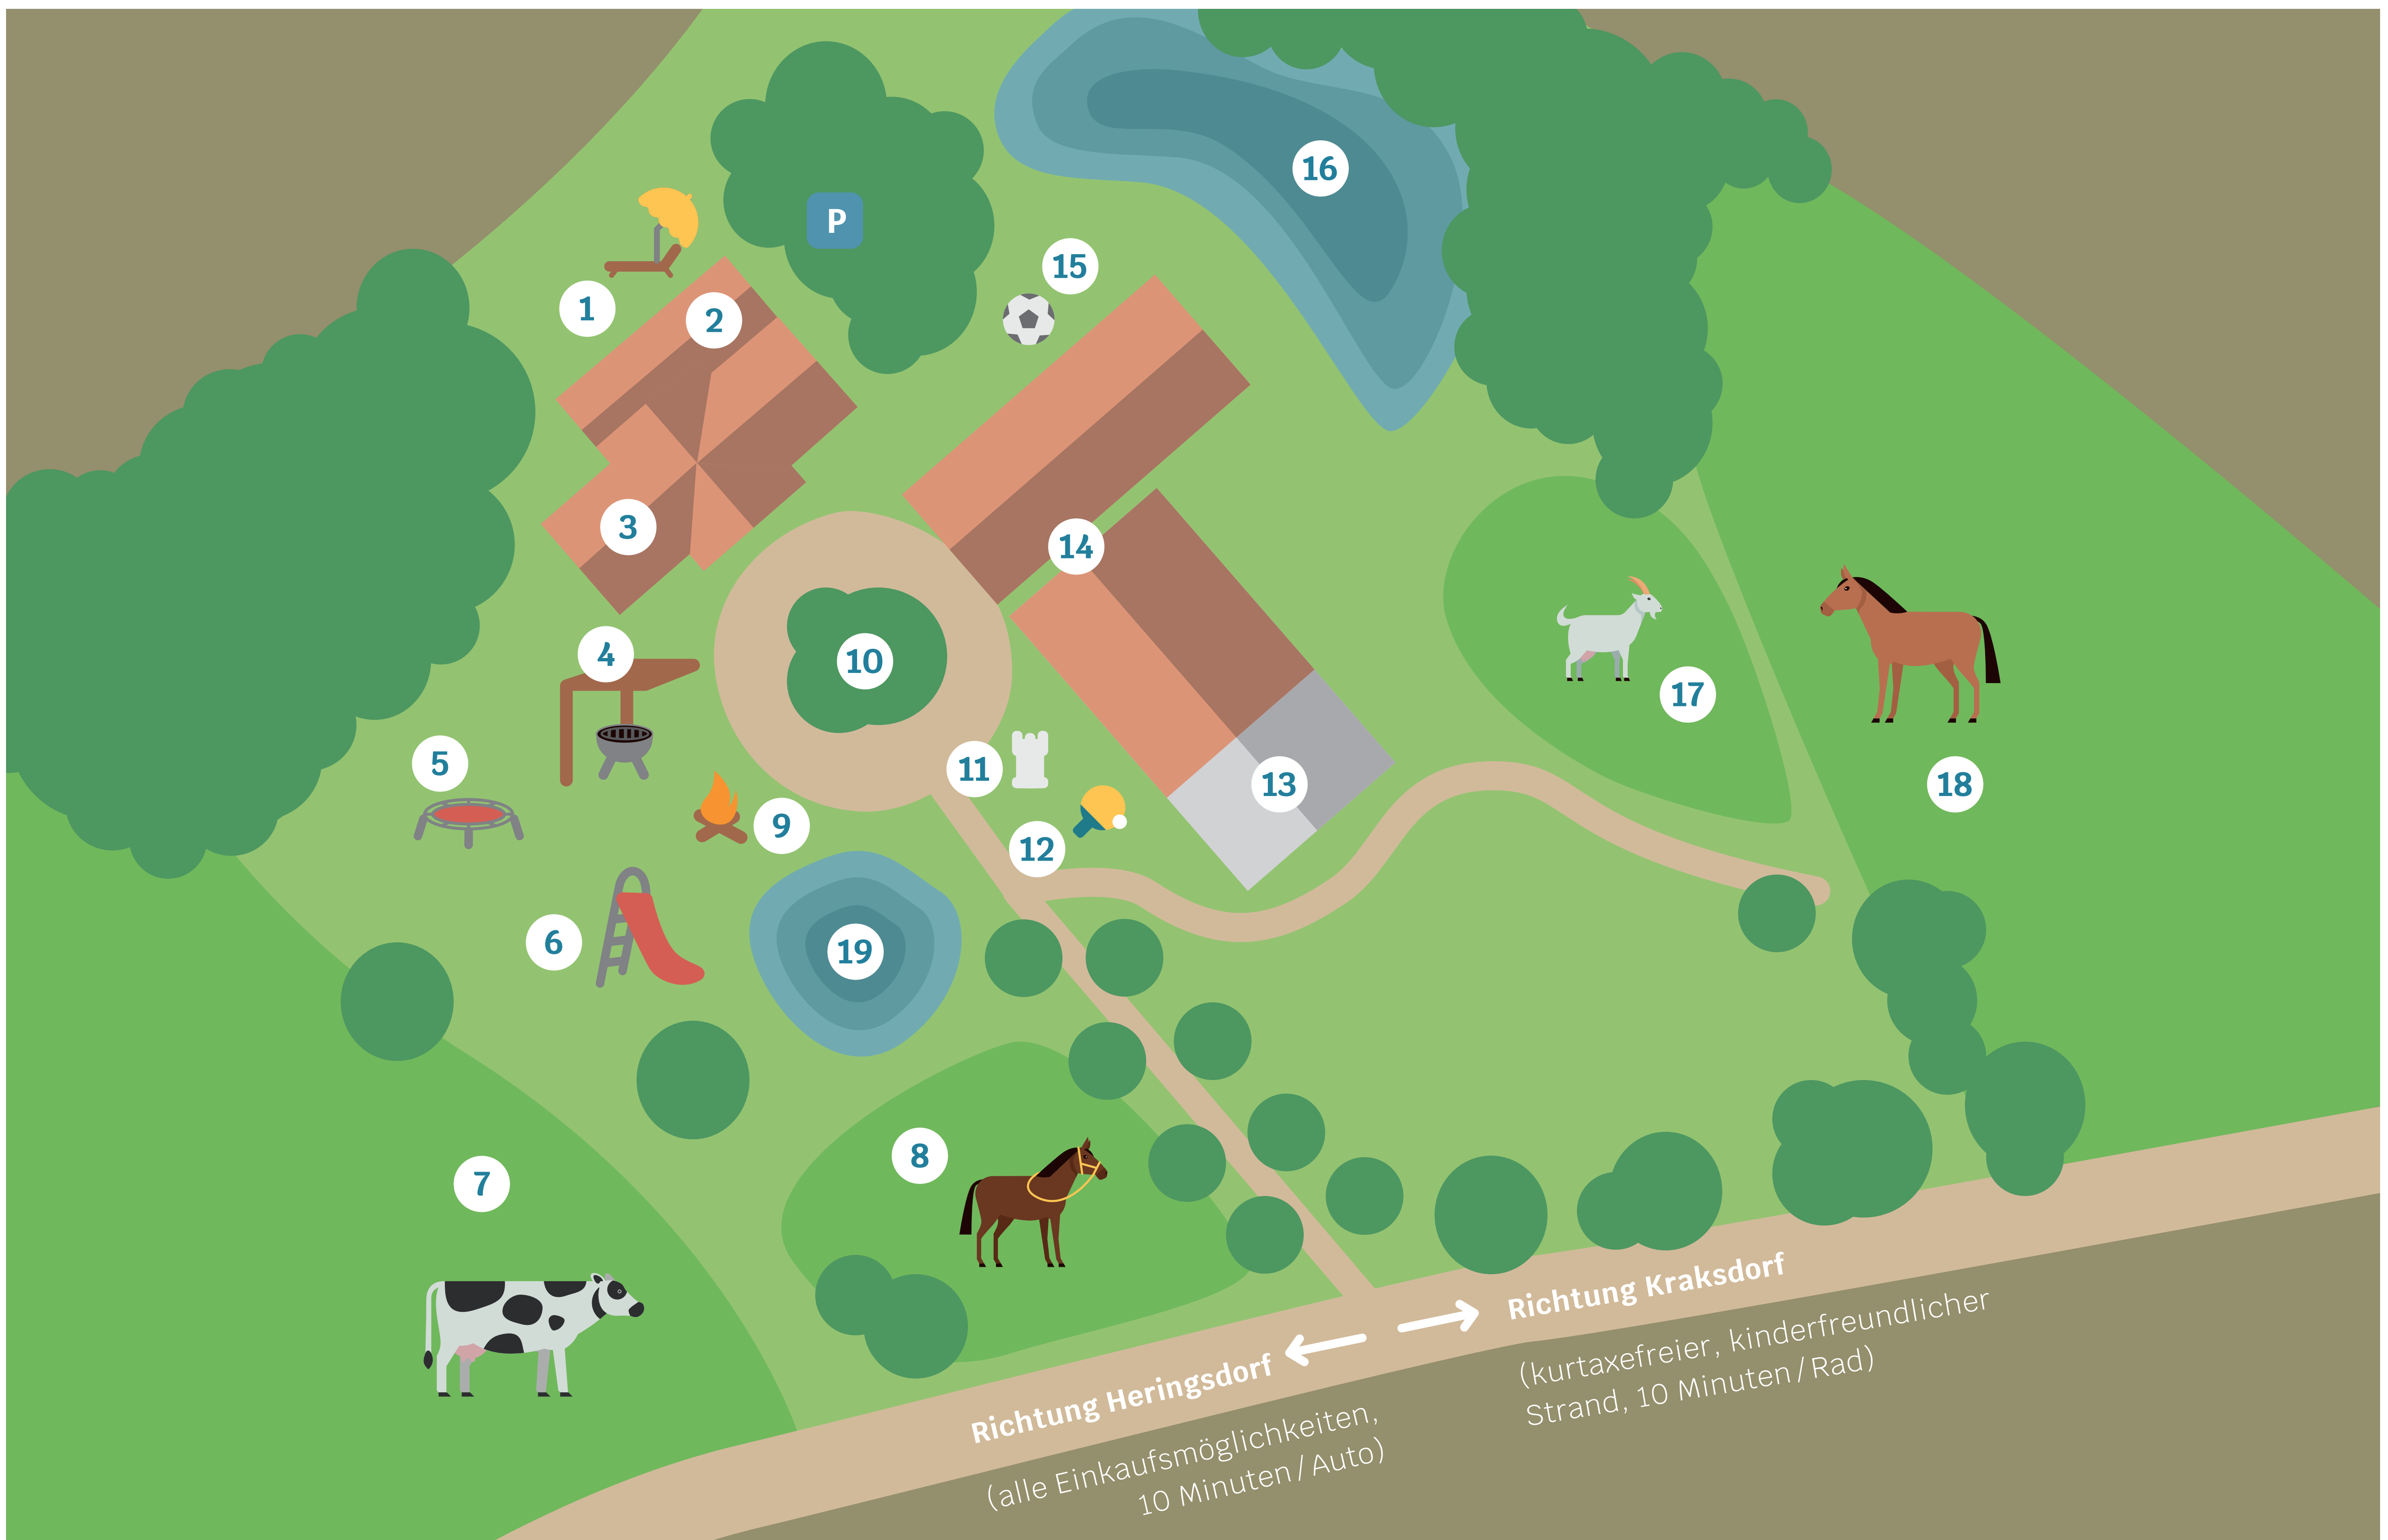 P
16
15
1
2
3
14
10
4
17
5
11
13
18
9
12
6
19
8
7
Richtung Kraksdorf
(kurtaxefreier, kinderfreundlicher
Strand, 10 Minuten / Rad)
Richtung Heringsdorf
(alle Einkaufsmöglichkeiten,
10 Minuten / Auto)